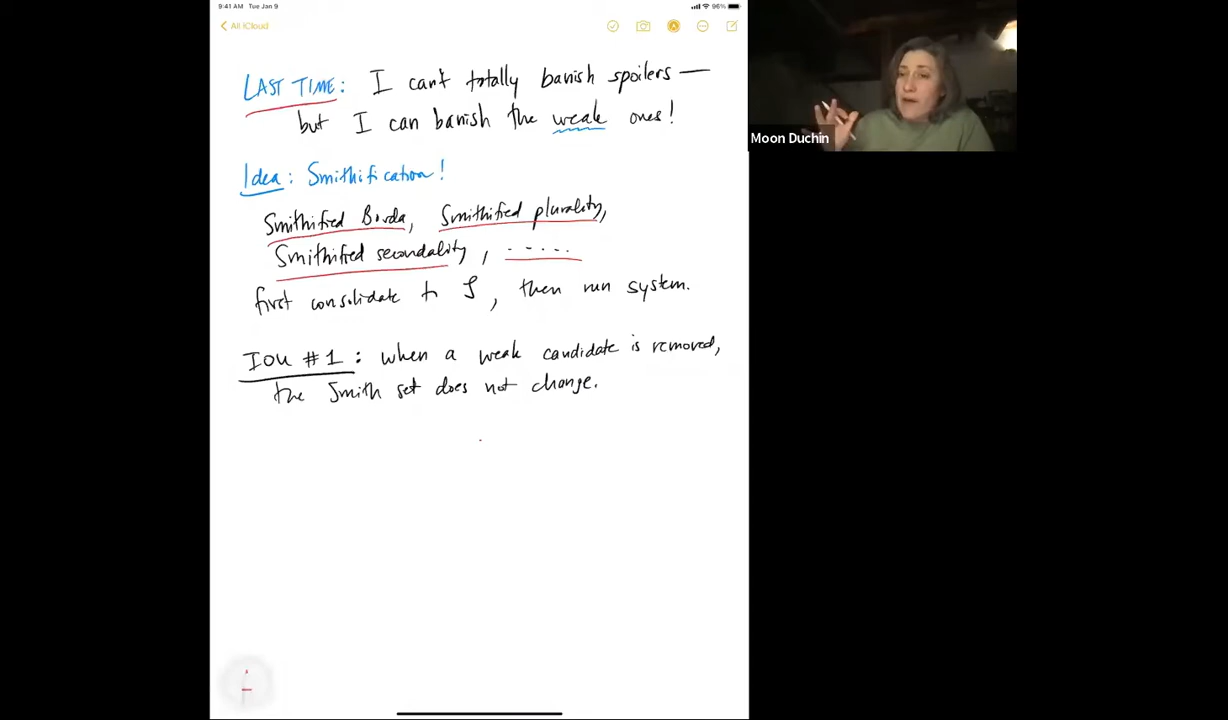 9:41 AM Tue Jan 9
96%
All iCloud
LAST TIME: I can't totally banish spoilers —
but I can banish the weak ones!
Idea: Smithification!
Smithified Borda, Smithified plurality,
Smithified secondality, .....
first consolidate to S, then run system.
IOU #1: when a weak candidate is removed,
the Smith set does not change.
Moon Duchin